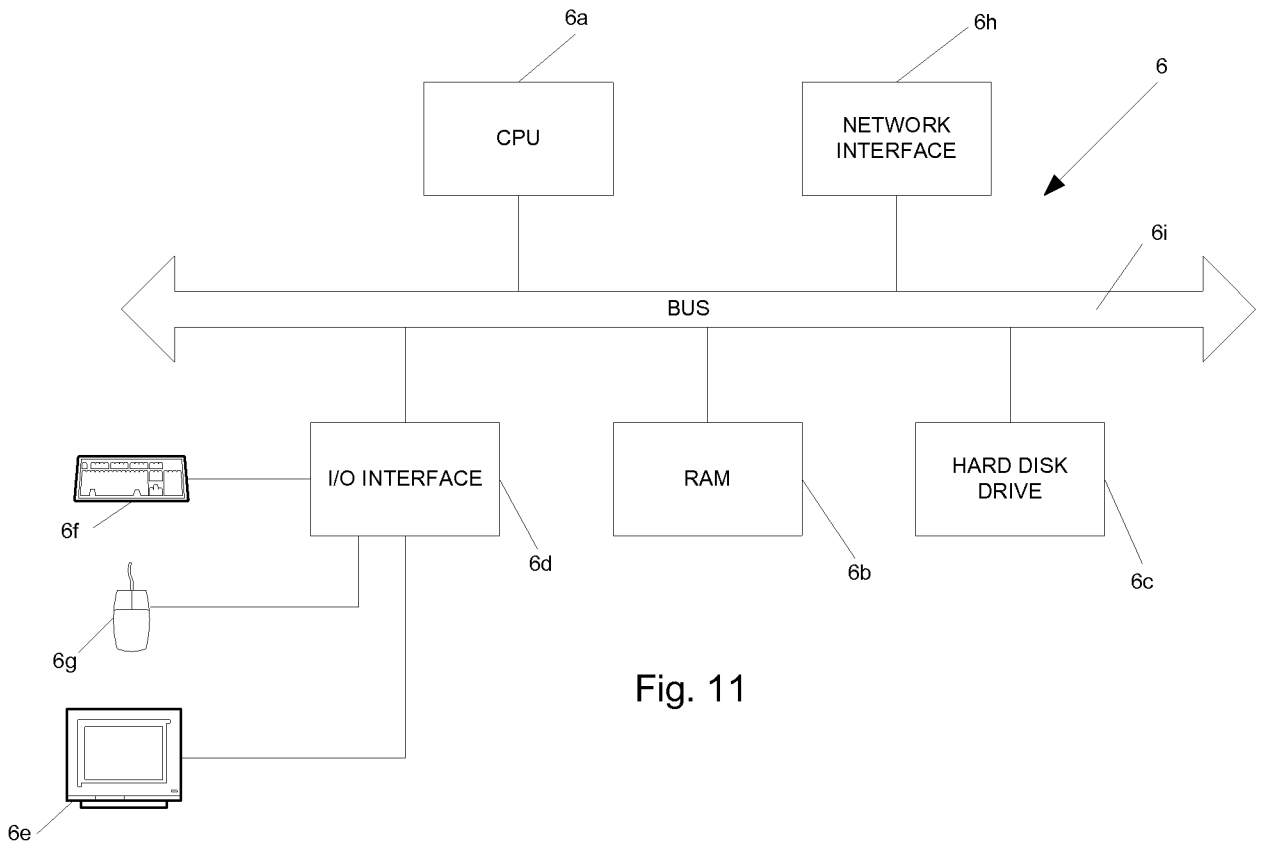 6a
6h
6
CPU
NETWORK
INTERFACE
6i
BUS
I/O INTERFACE
RAM
HARD DISK
DRIVE
6f
6d
6b
6c
6g
Fig. 11
6e